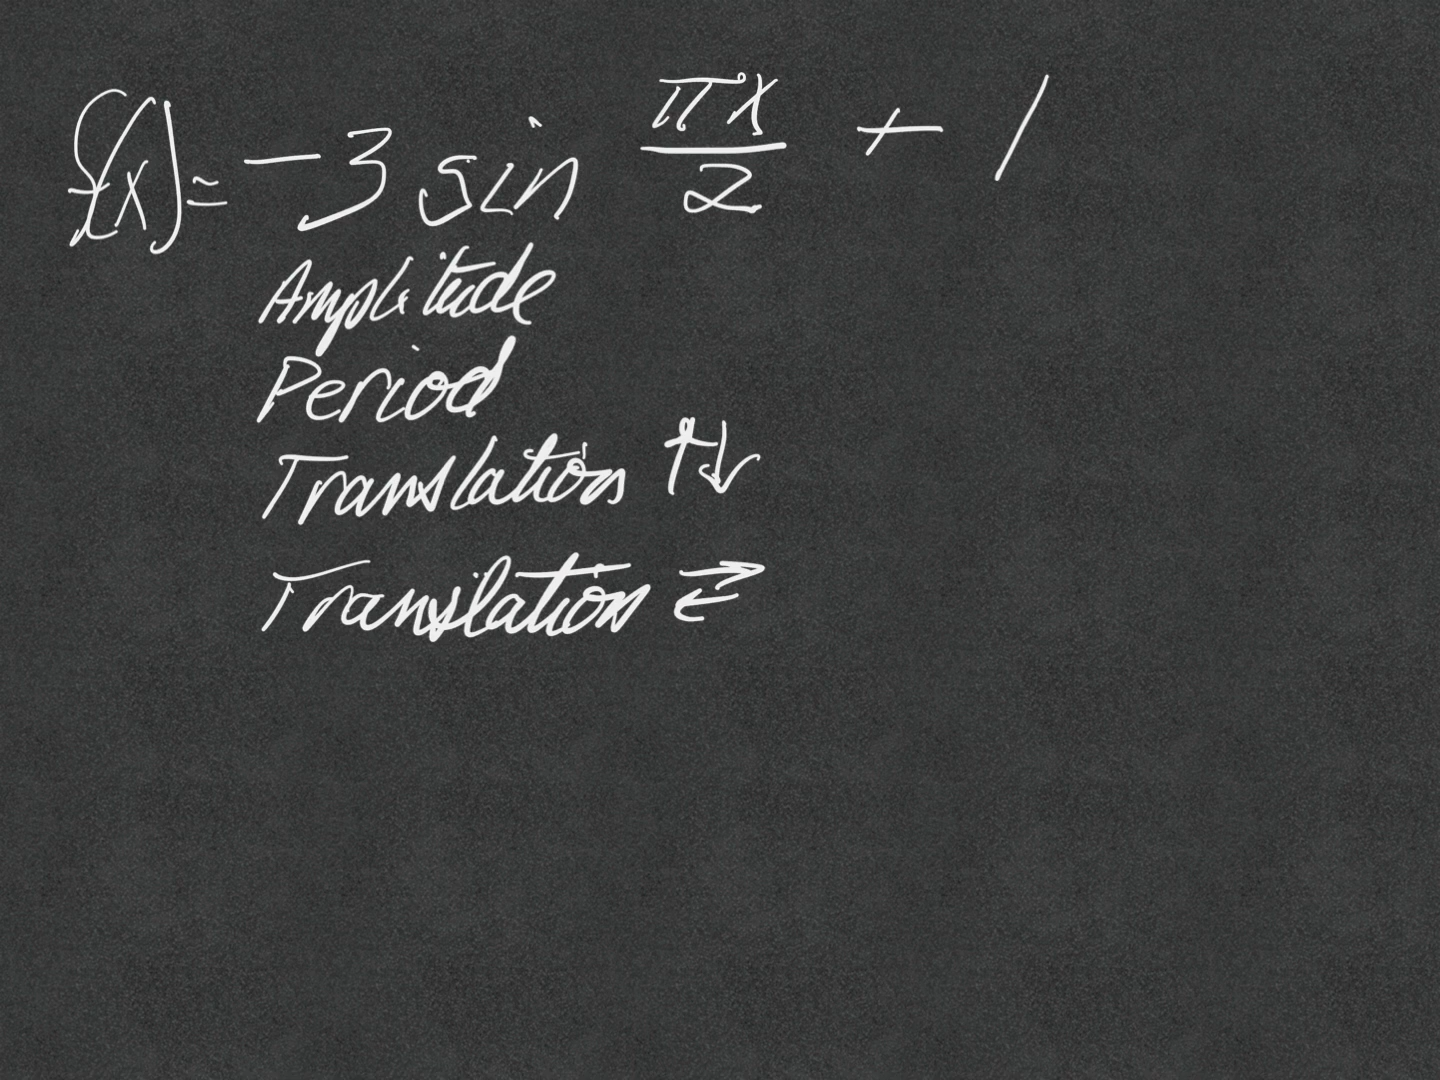 f(x) = -3 sin πx/2 + 1
Amplitude
Period
Translation ↑↓
Translation ⇄